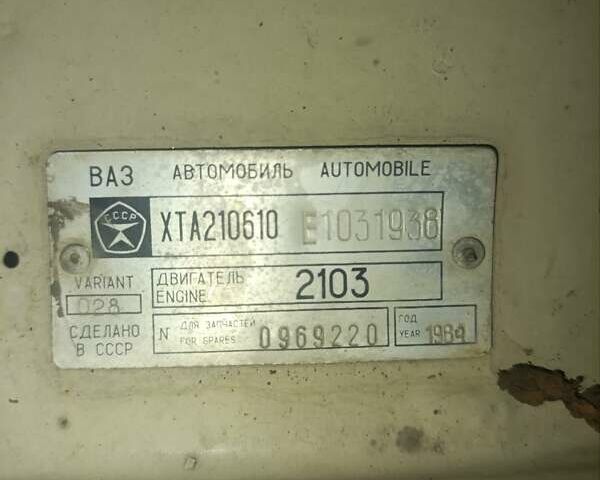 ВАЗ АВТОМОБИЛЬ AUTOMOBILE
СССР XTA210610 E1031938
VARIANT ДВИГАТЕЛЬ 2103
028 ENGINE
СДЕЛАНО N ДЛЯ ЗАПЧАСТЕЙ 0969220 ГОД 1984
В СССР FOR SPARES YEAR